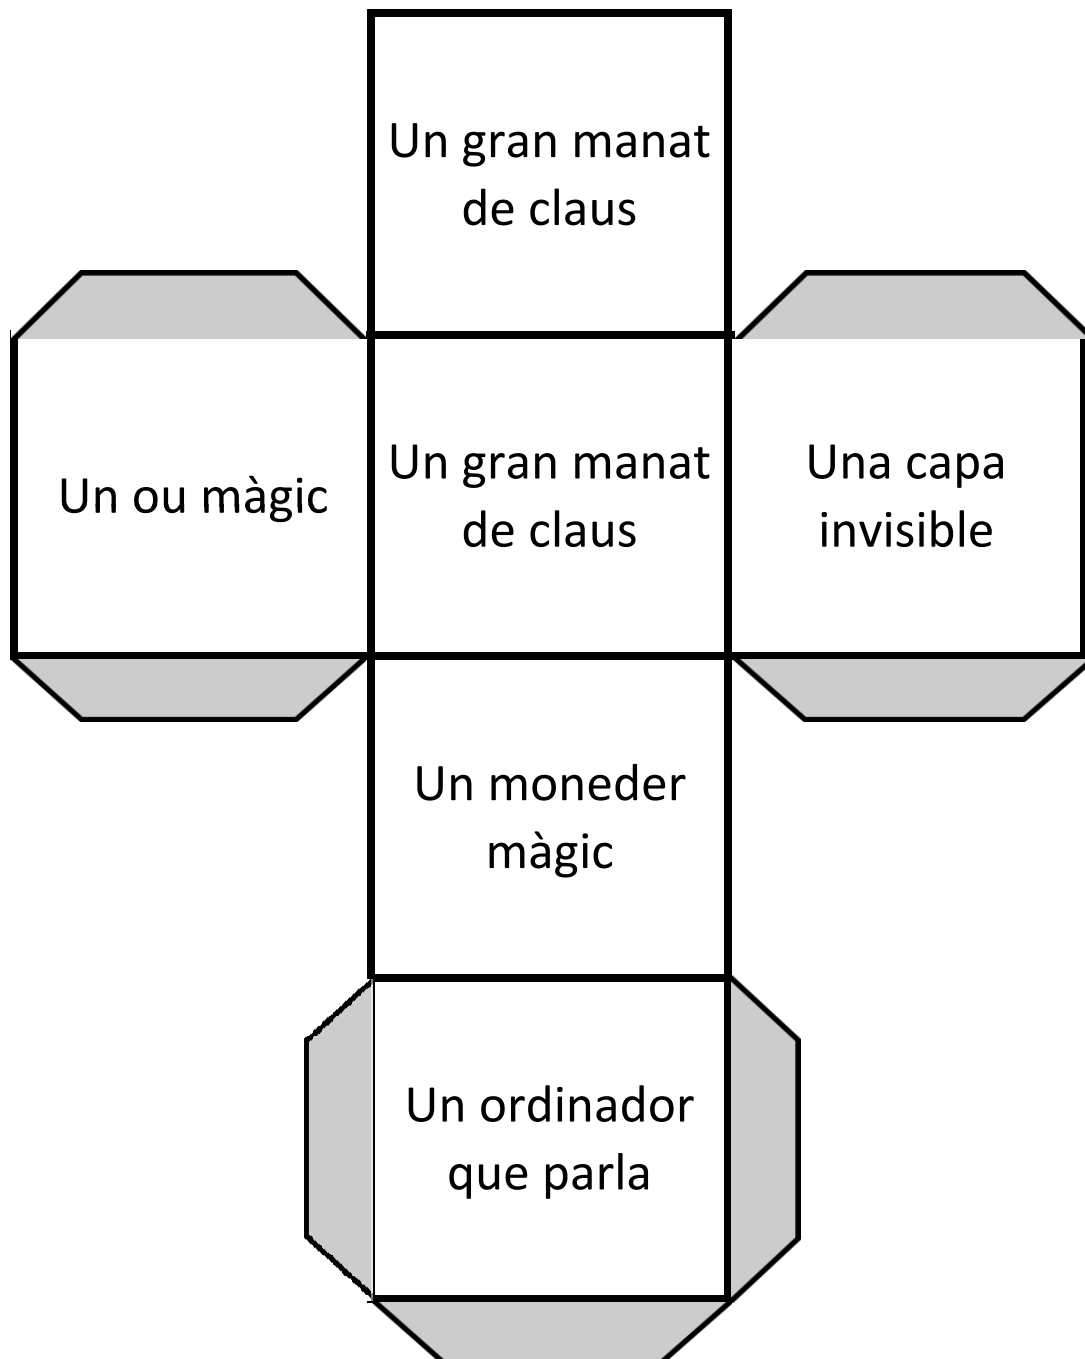 Un gran manat
de claus
Un ou màgic
Un gran manat
de claus
Una capa
invisible
Un moneder
màgic
Un ordinador
que parla